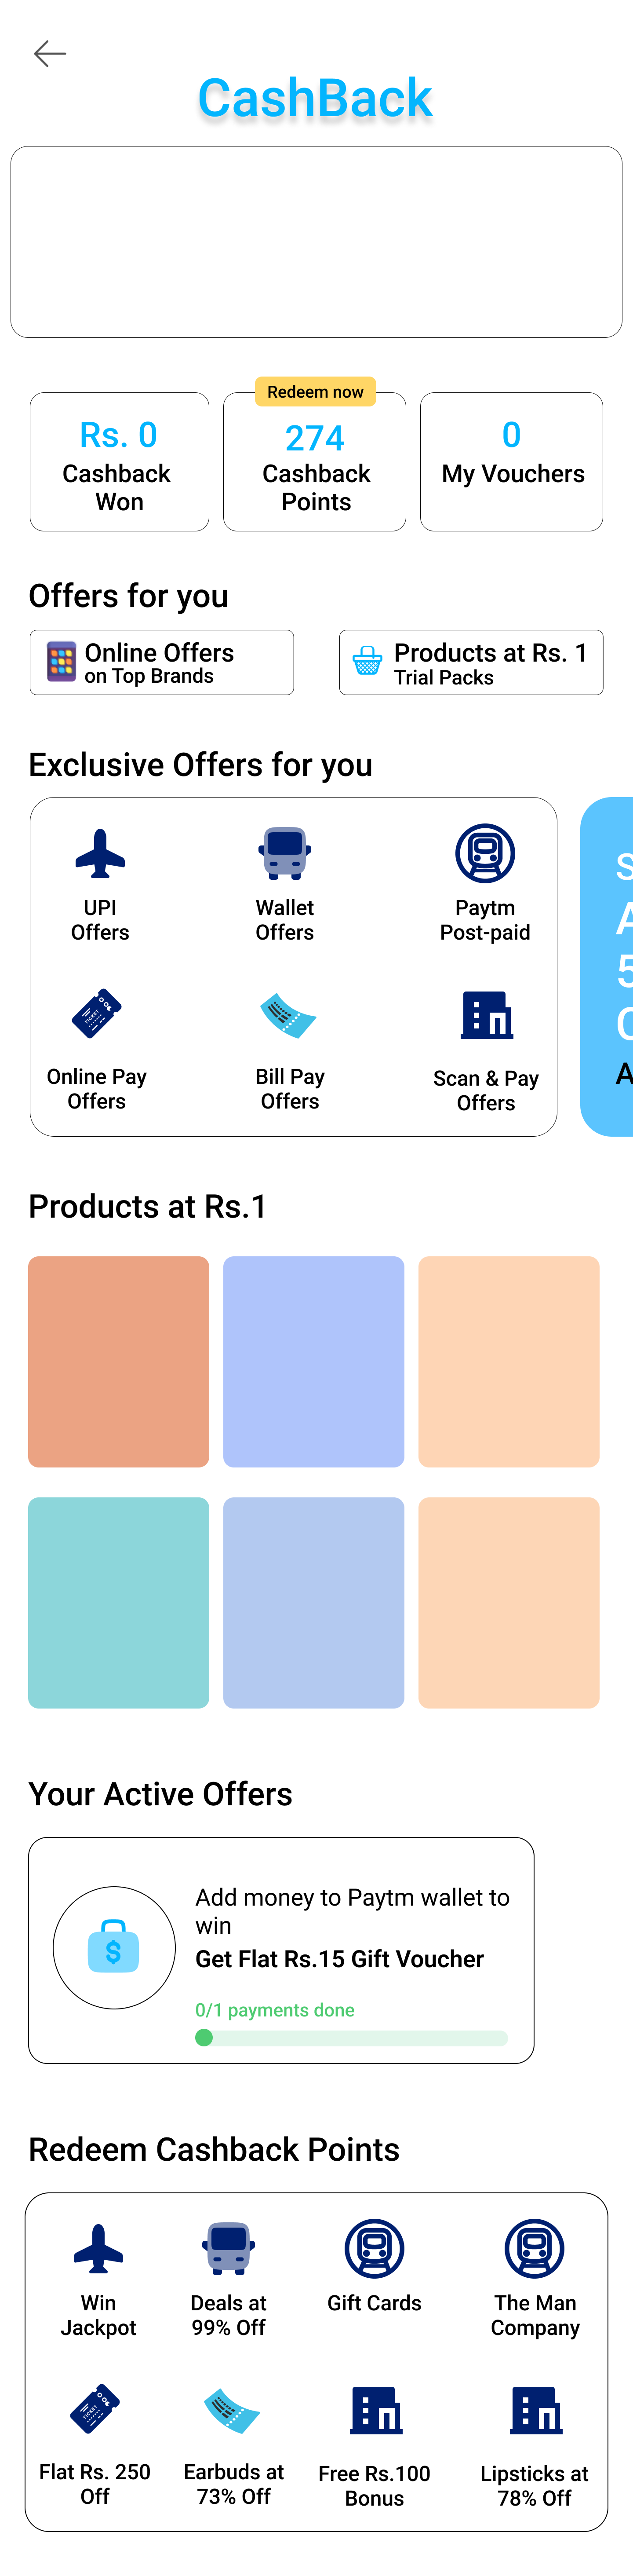 CashBack
Redeem now
Rs. 0
Cashback
Won
274
Cashback
Points
0
My Vouchers
Offers for you
Online Offers
on Top Brands
Products at Rs. 1
Trial Packs
Exclusive Offers for you
UPI
Offers
Wallet
Offers
Paytm
Post-paid
S
A
5
A
TICKET
Online Pay
Offers
Bill Pay
Offers
Scan & Pay
Offers
Products at Rs.1
Your Active Offers
Add money to Paytm wallet to
win
Get Flat Rs.15 Gift Voucher
$
0/1 payments done
Redeem Cashback Points
Win
Jackpot
Deals at
99% Off
Gift Cards
The Man
Company
TICKET
Flat Rs. 250
Off
Earbuds at
73% Off
Free Rs.100
Bonus
Lipsticks at
78% Off